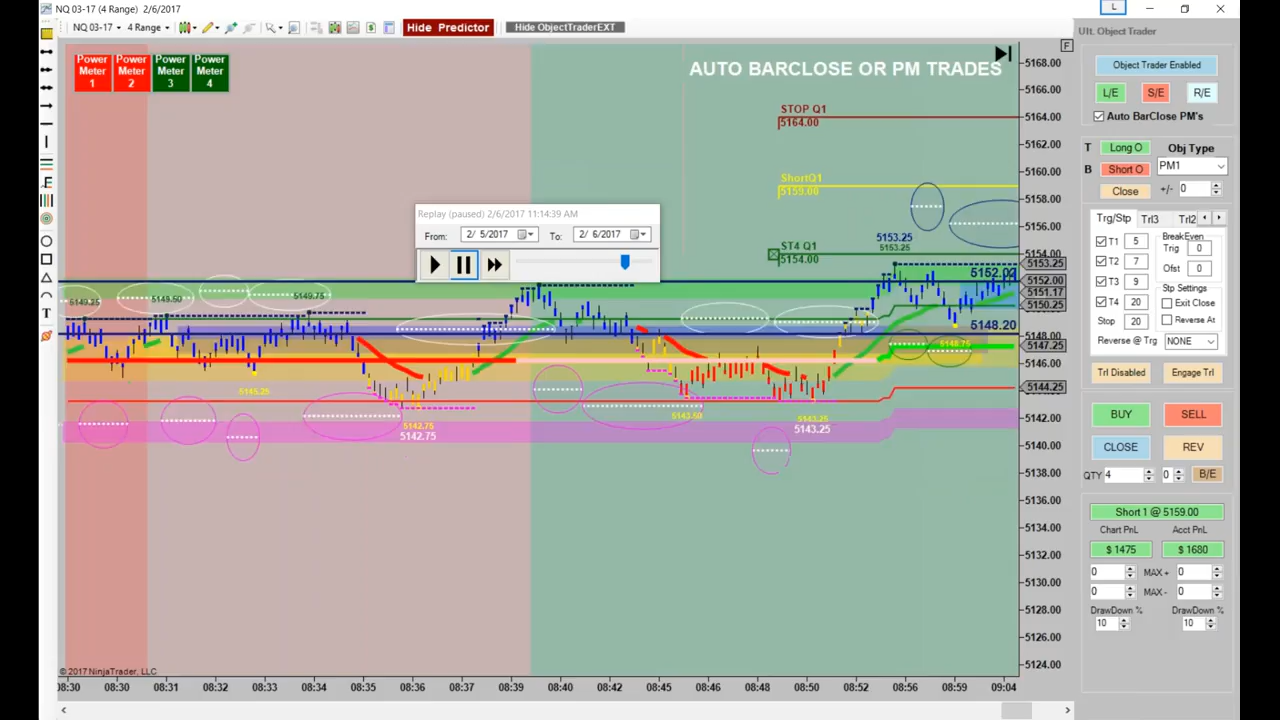 NQ 03-17 (4 Range)  2/6/2017
L
NQ 03-17
4 Range
Hide Predictor
Hide ObjectTraderEXT
Ult. Object Trader
F
Power Meter 1
Power Meter 2
Power Meter 3
Power Meter 4
AUTO BARCLOSE OR PM TRADES
STOP Q1
5164.00
ShortQ1
5159.00
ST4 Q1
5154.00
Replay (paused) 2/6/2017 11:14:39 AM
From: 2/ 5/2017 To: 2/ 6/2017
5153.25
5153.25
5152.00
5148.20
5149.25
5149.50
5149.75
5148.75
5145.25
5142.75
5142.75
5143.50
5143.25
5143.25
5168.00
5166.00
5164.00
5162.00
5160.00
5158.00
5156.00
5154.00
5153.25
5152.00
5151.17
5150.25
5148.00
5147.25
5146.00
5144.25
5142.00
5140.00
5138.00
5136.00
5134.00
5132.00
5130.00
5128.00
5126.00
5124.00
© 2017 NinjaTrader, LLC
08:30 08:30 08:31 08:32 08:34 08:35 08:36 08:37 08:39 08:40 08:45 08:46 08:48 08:50 08:52 08:56 08:59 09:04
Object Trader Enabled
L/E S/E R/E
Auto BarClose PM's
T Long O Obj Type
B Short O PM1
Close +/- 0
Trg/Stp Trl3 Trl2
T1 5
T2 7
T3 9
T4 20
Stop 20
BreakEven
Trig 0
Ofst 0
Stp Settings
Exit Close
Reverse At
Reverse @ Trg NONE
Trl Disabled Engage Trl
BUY SELL
CLOSE REV
QTY 4 0 B/E
Short 1 @ 5159.00
Chart PnL Acct PnL
$ 1475 $ 1680
0 MAX + 0
0 MAX - 0
DrawDown % DrawDown %
10 10